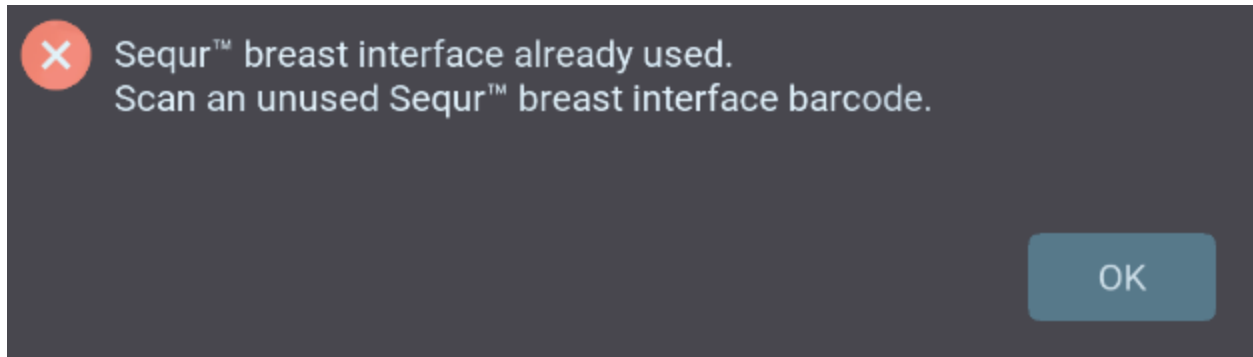 Sequr™ breast interface already used.
Scan an unused Sequr™ breast interface barcode.
OK